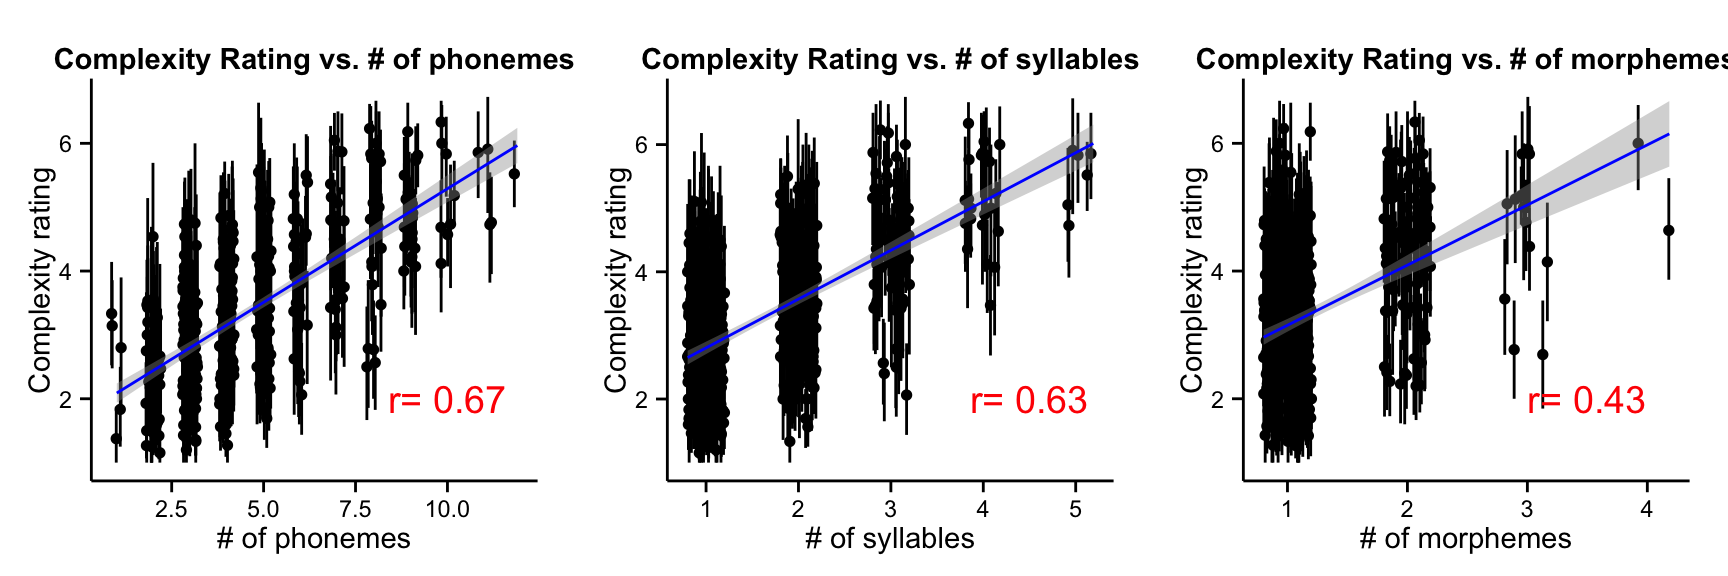 Complexity Rating vs. # of phonemes
Complexity rating
6
4
2
r= 0.67
2.5 5.0 7.5 10.0
# of phonemes
Complexity Rating vs. # of syllables
Complexity rating
6
4
2
r= 0.63
1 2 3 4 5
# of syllables
Complexity Rating vs. # of morphemes
Complexity rating
6
4
2
r= 0.43
1 2 3 4
# of morphemes